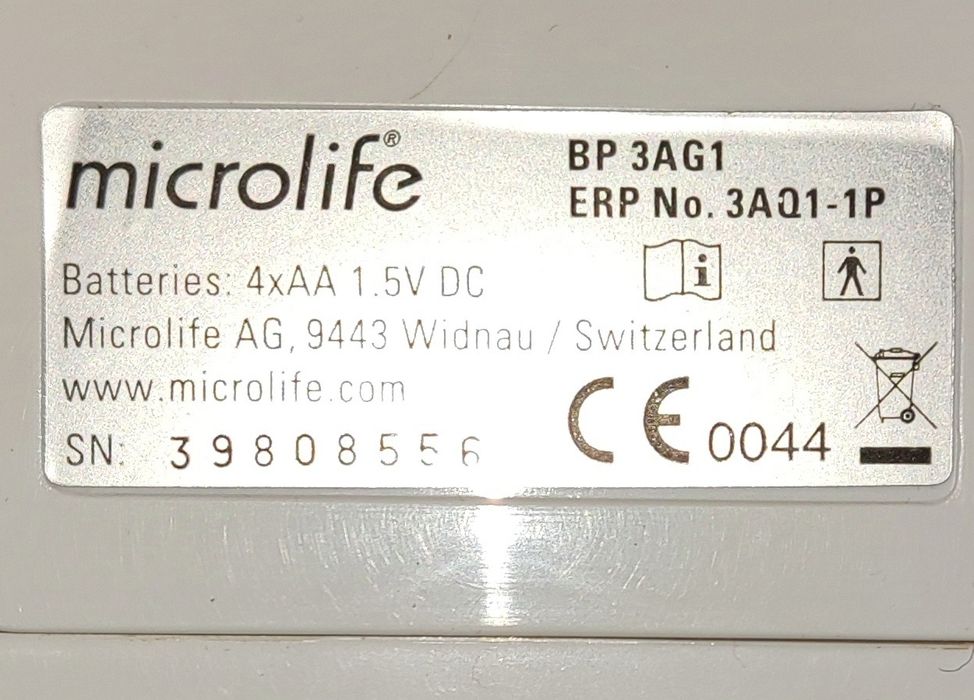 microlife®
BP 3AG1
ERP No. 3AQ1-1P
Batteries: 4xAA 1.5V DC
Microlife AG, 9443 Widnau / Switzerland
www.microlife.com
SN: 39808556
CE 0044